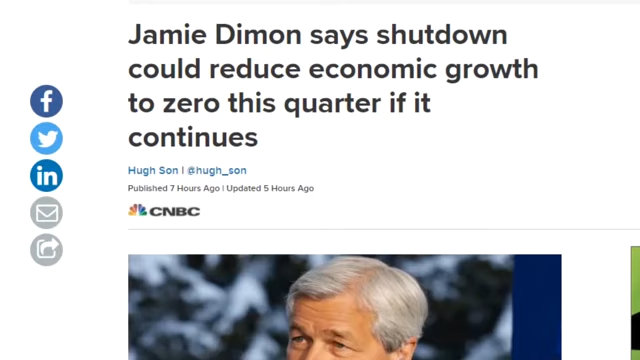 Jamie Dimon says shutdown
could reduce economic growth
to zero this quarter if it
continues
Hugh Son | @hugh_son
Published 7 Hours Ago | Updated 5 Hours Ago
CNBC